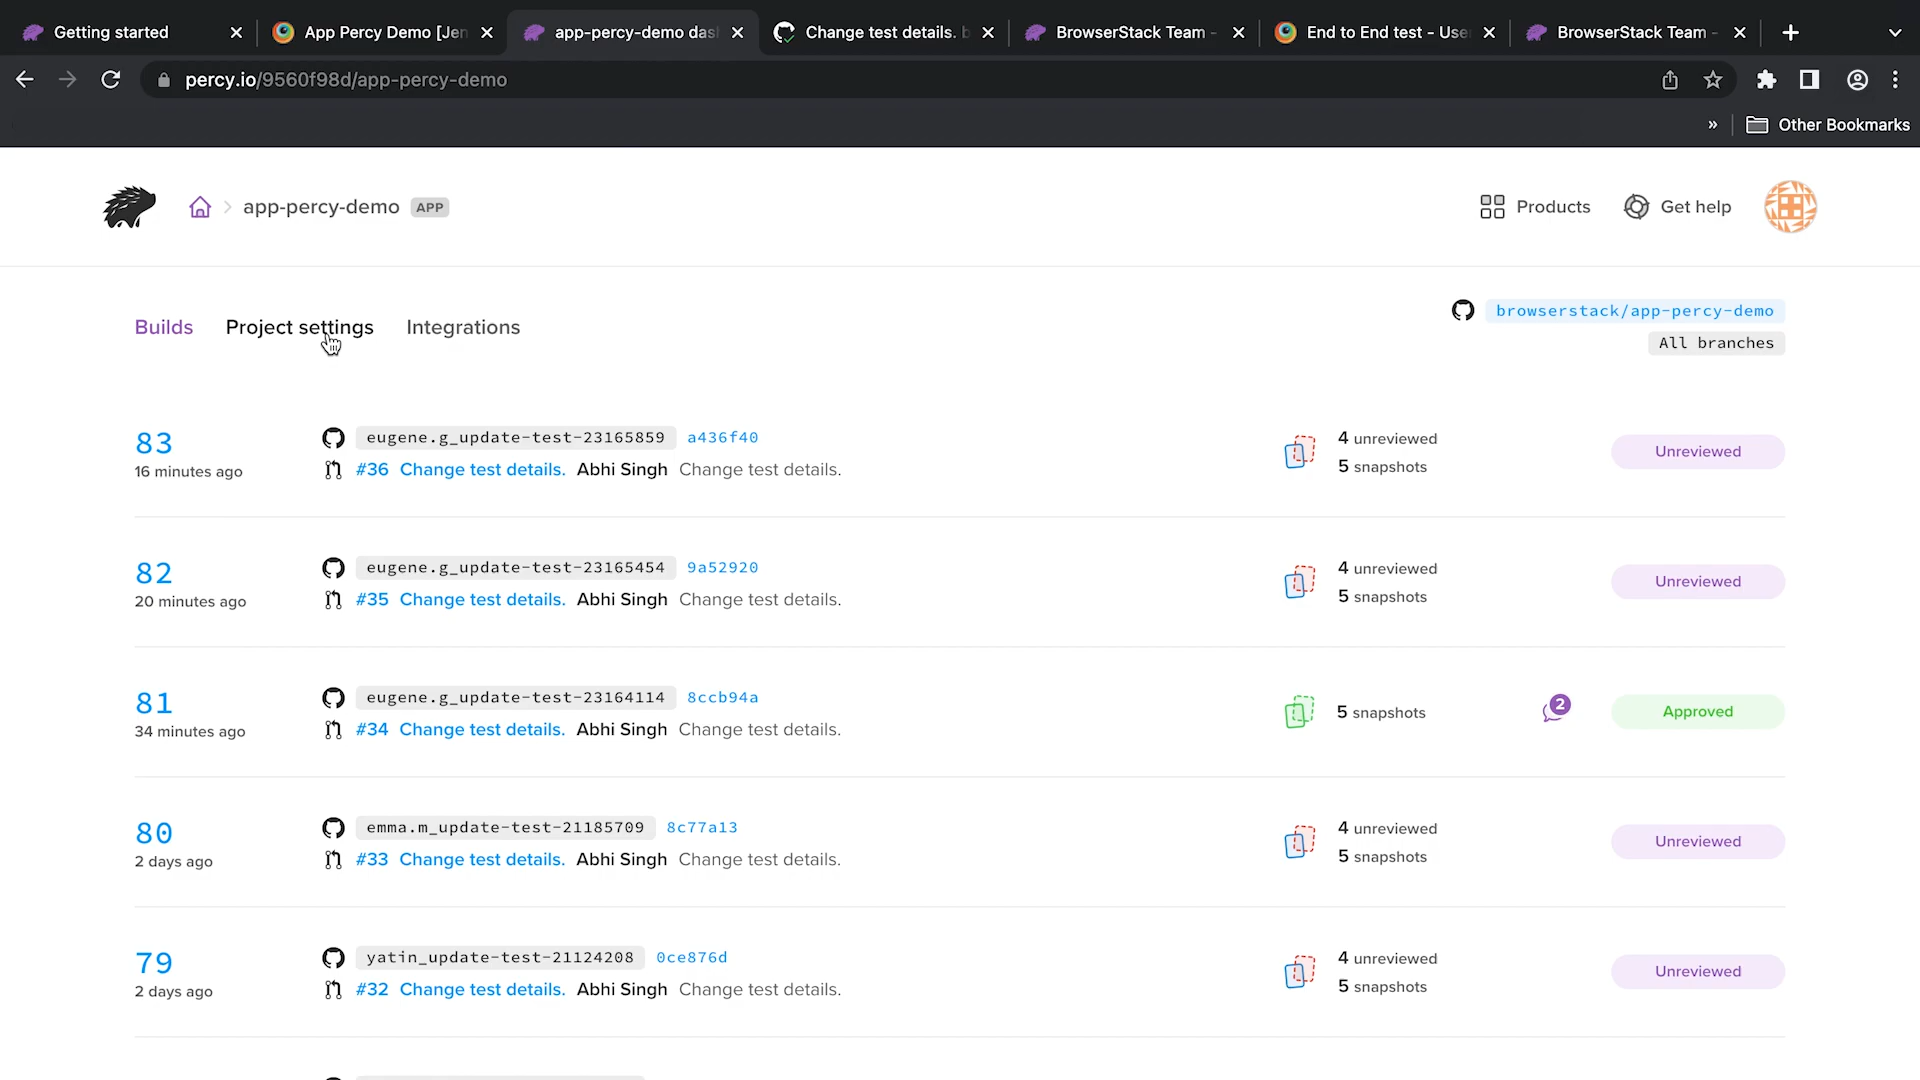 Getting started
App Percy Demo [Jen
app-percy-demo das
Change test details. b
BrowserStack Team -
End to End test - Use
BrowserStack Team -
percy.io/9560f98d/app-percy-demo
» Other Bookmarks
app-percy-demo APP
Products
Get help
Builds
Project settings
Integrations
browserstack/app-percy-demo
All branches
83
16 minutes ago
eugene.g_update-test-23165859 a436f40
#36 Change test details. Abhi Singh Change test details.
4 unreviewed
5 snapshots
Unreviewed
82
20 minutes ago
eugene.g_update-test-23165454 9a52920
#35 Change test details. Abhi Singh Change test details.
4 unreviewed
5 snapshots
Unreviewed
81
34 minutes ago
eugene.g_update-test-23164114 8ccb94a
#34 Change test details. Abhi Singh Change test details.
5 snapshots
2
Approved
80
2 days ago
emma.m_update-test-21185709 8c77a13
#33 Change test details. Abhi Singh Change test details.
4 unreviewed
5 snapshots
Unreviewed
79
2 days ago
yatin_update-test-21124208 0ce876d
#32 Change test details. Abhi Singh Change test details.
4 unreviewed
5 snapshots
Unreviewed